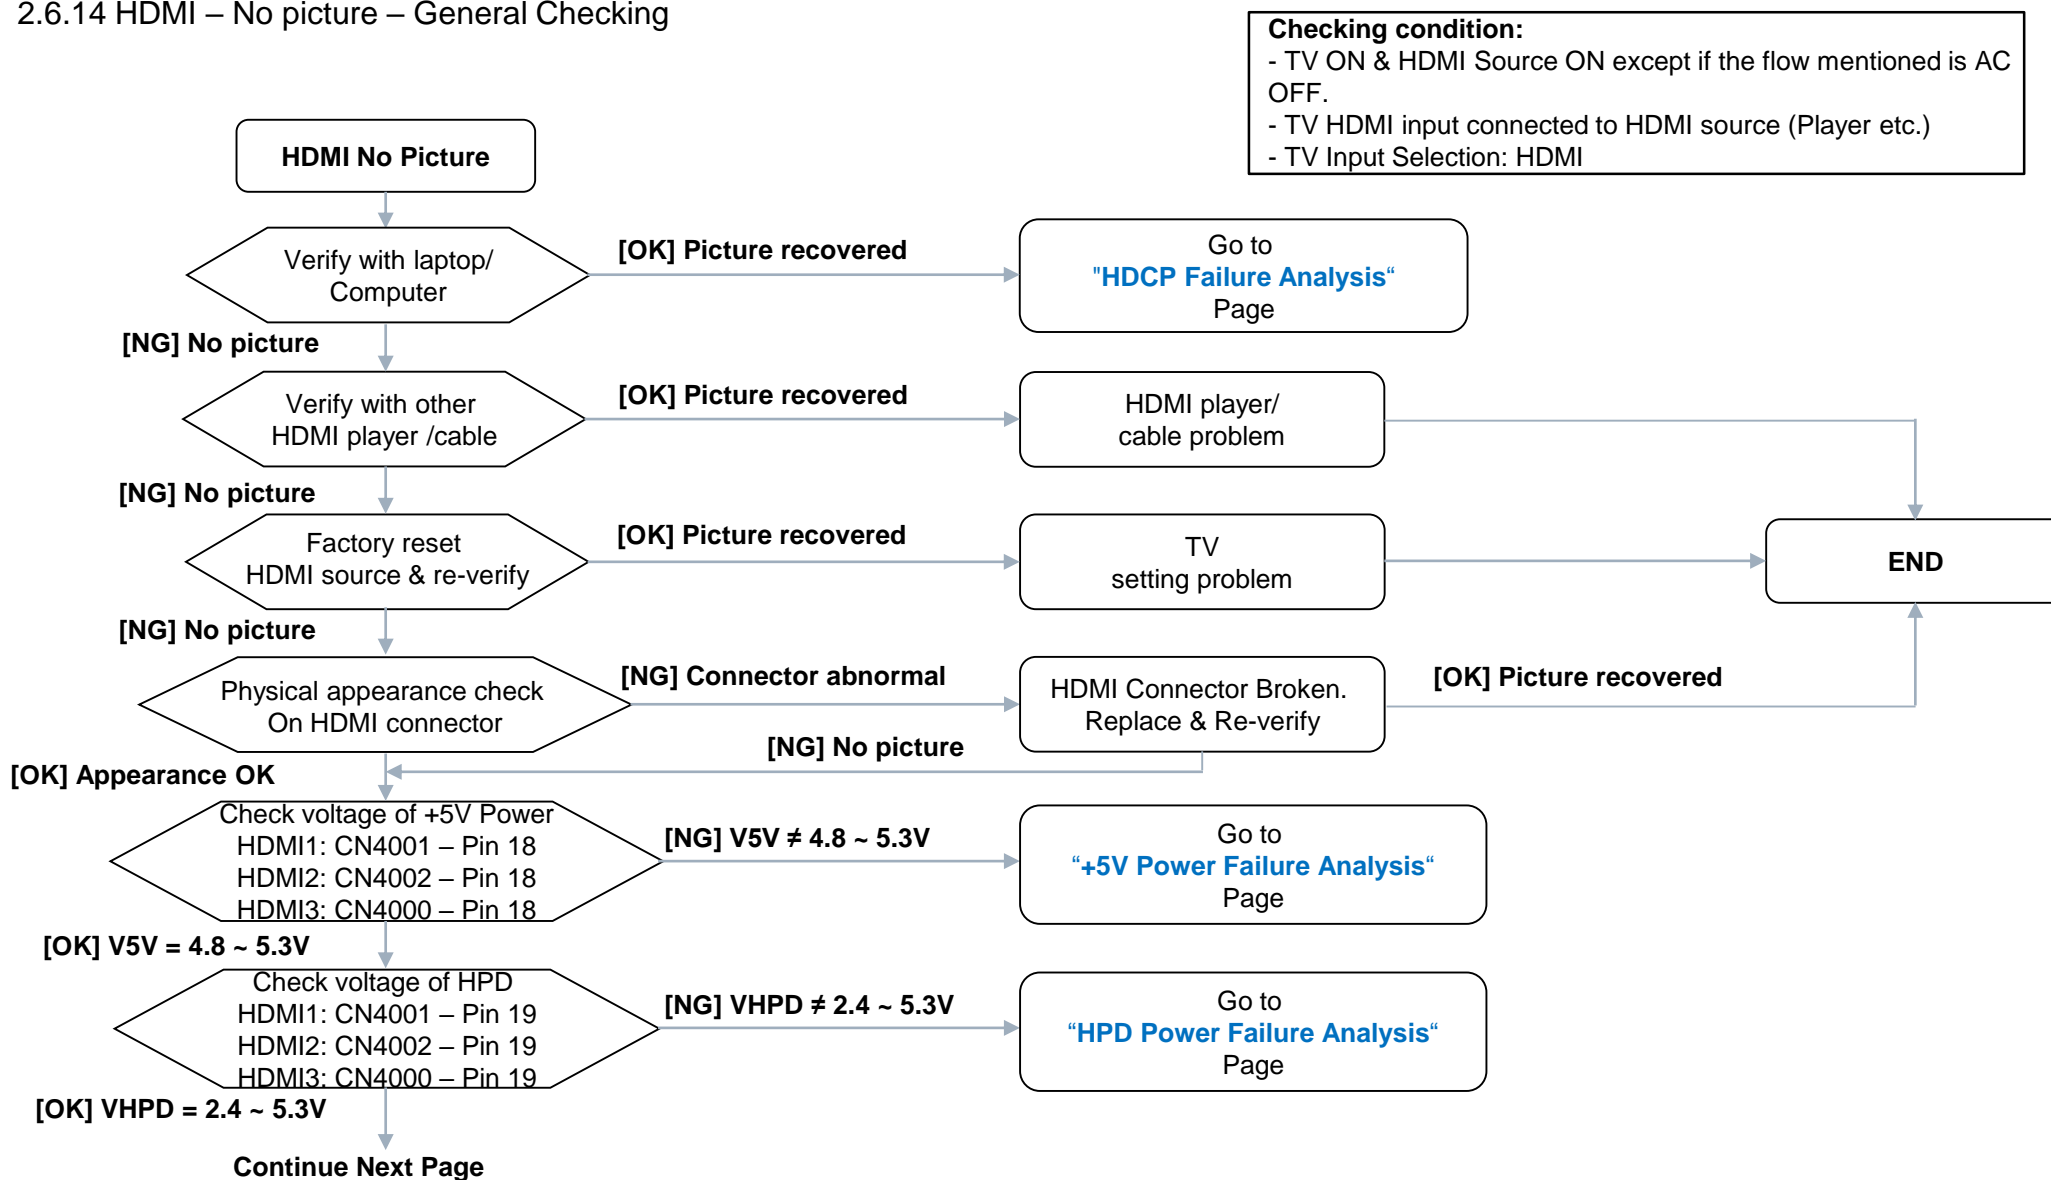 2.6.14 HDMI – No picture – General Checking
Checking condition:
- TV ON & HDMI Source ON except if the flow mentioned is AC
OFF.
- TV HDMI input connected to HDMI source (Player etc.)
- TV Input Selection: HDMI
HDMI No Picture
Verify with laptop/
Computer
[OK] Picture recovered
Go to
"HDCP Failure Analysis“
Page
[NG] No picture
Verify with other
HDMI player /cable
[OK] Picture recovered
HDMI player/
cable problem
[NG] No picture
Factory reset
HDMI source & re-verify
[OK] Picture recovered
TV
setting problem
END
[NG] No picture
Physical appearance check
On HDMI connector
[NG] Connector abnormal
HDMI Connector Broken.
Replace & Re-verify
[OK] Picture recovered
[NG] No picture
[OK] Appearance OK
Check voltage of +5V Power
HDMI1: CN4001 – Pin 18
HDMI2: CN4002 – Pin 18
HDMI3: CN4000 – Pin 18
[NG] V5V ≠ 4.8 ~ 5.3V
Go to
“+5V Power Failure Analysis“
Page
[OK] V5V = 4.8 ~ 5.3V
Check voltage of HPD
HDMI1: CN4001 – Pin 19
HDMI2: CN4002 – Pin 19
HDMI3: CN4000 – Pin 19
[NG] VHPD ≠ 2.4 ~ 5.3V
Go to
“HPD Power Failure Analysis“
Page
[OK] VHPD = 2.4 ~ 5.3V
Continue Next Page